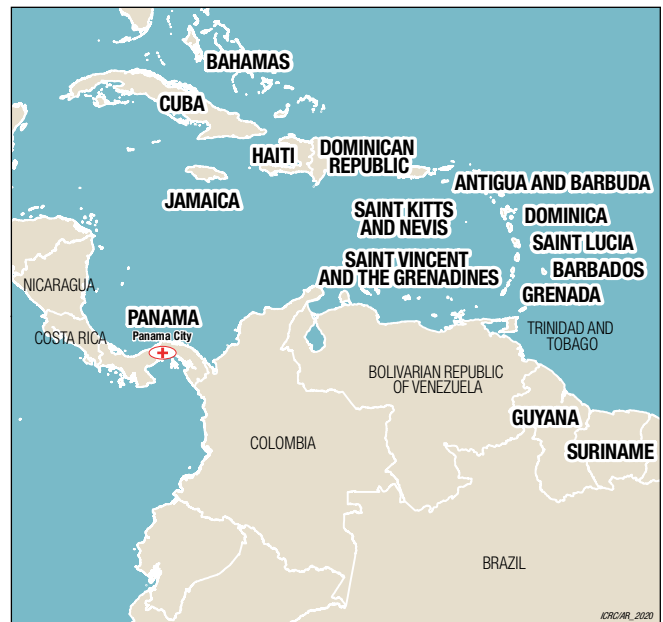 BAHAMAS
CUBA
HAITI
DOMINICAN
REPUBLIC
JAMAICA
ANTIGUA AND BARBUDA
SAINT KITTS
AND NEVIS
DOMINICA
SAINT LUCIA
SAINT VINCENT
AND THE GRENADINES
BARBADOS
GRENADA
NICARAGUA
PANAMA
Panama City
COSTA RICA
TRINIDAD AND
TOBAGO
BOLIVARIAN REPUBLIC
OF VENEZUELA
GUYANA
COLOMBIA
SURINAME
BRAZIL
ICRC/AR_2020